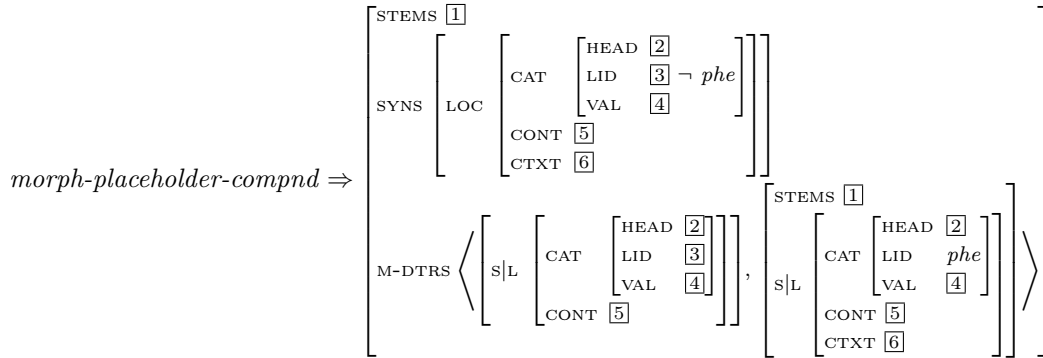 STEMS 1
HEAD 2
CAT LID 3 ¬ phe
SYNS LOC VAL 4
CONT 5
CTXT 6
morph-placeholder-compnd ⇒
STEMS 1
HEAD 2 HEAD 2
M-DTRS S|L CAT LID 3 , S|L CAT LID phe
VAL 4 VAL 4
CONT 5 CONT 5
CTXT 6